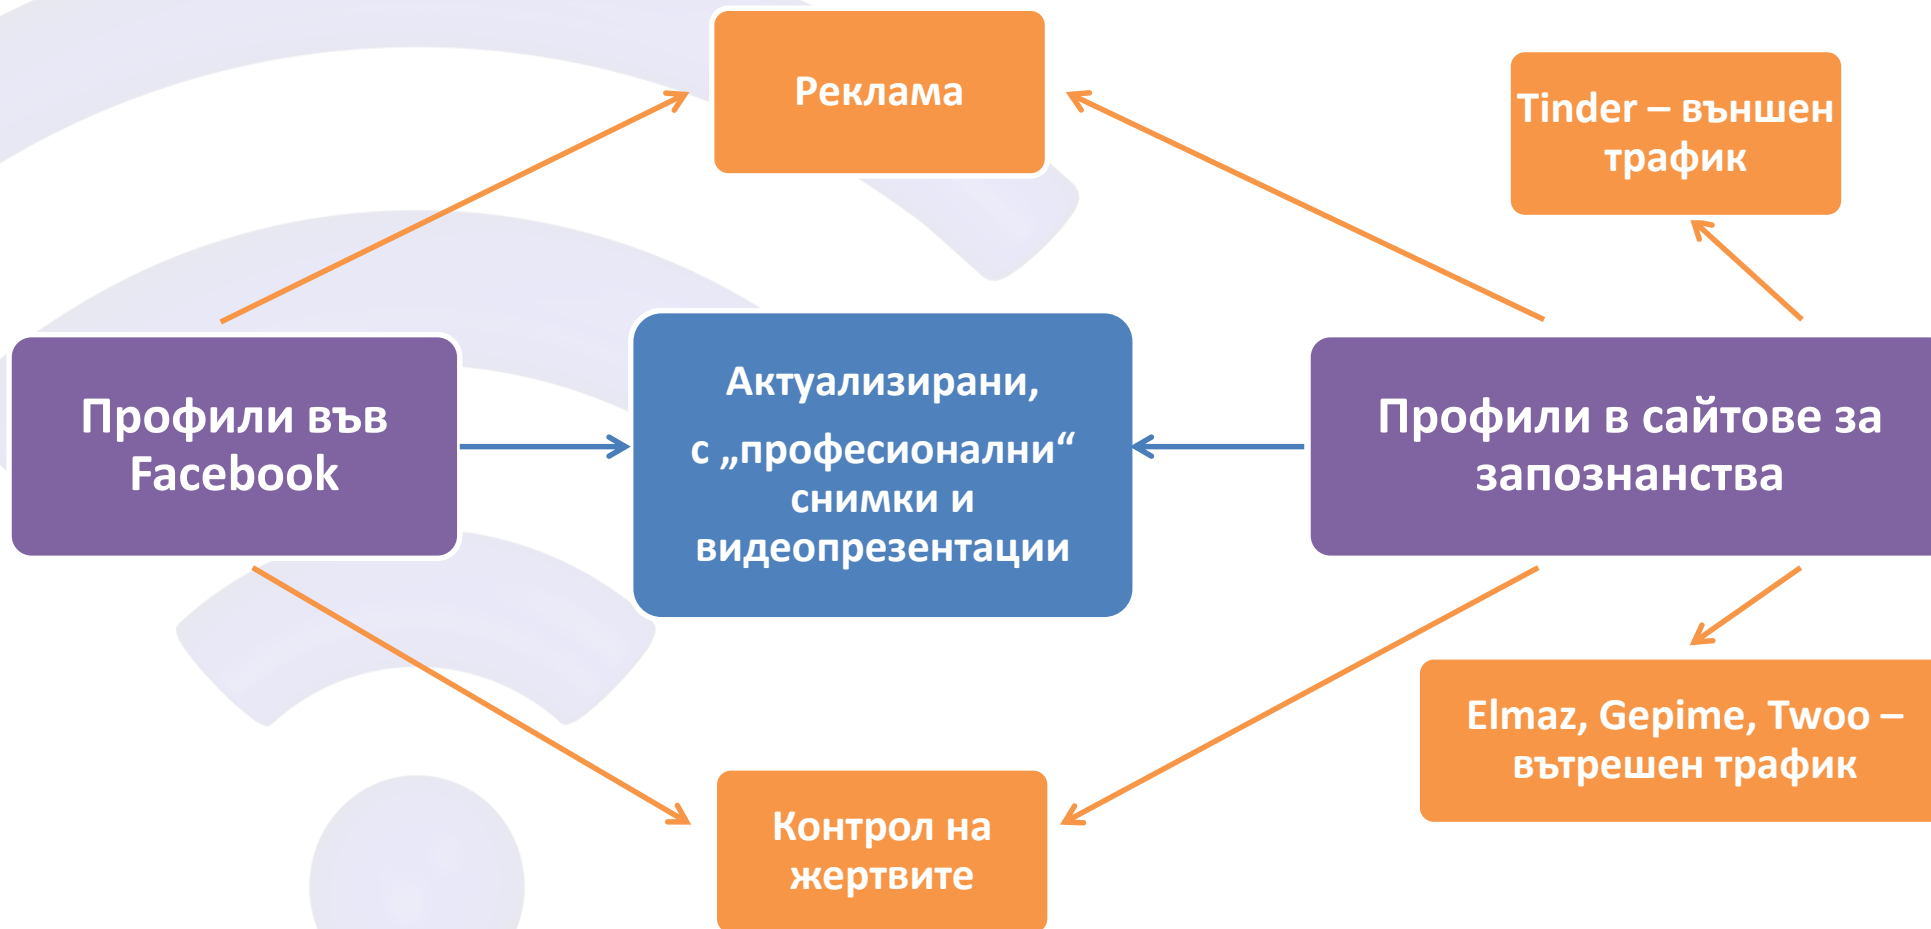 Реклама
Tinder – външен
трафик
Профили във
Facebook
Актуализирани,
с „професионални“
снимки и
видеопрезентации
Профили в сайтове за
запознанства
Elmaz, Gepime, Twoo –
вътрешен трафик
Контрол на
жертвите